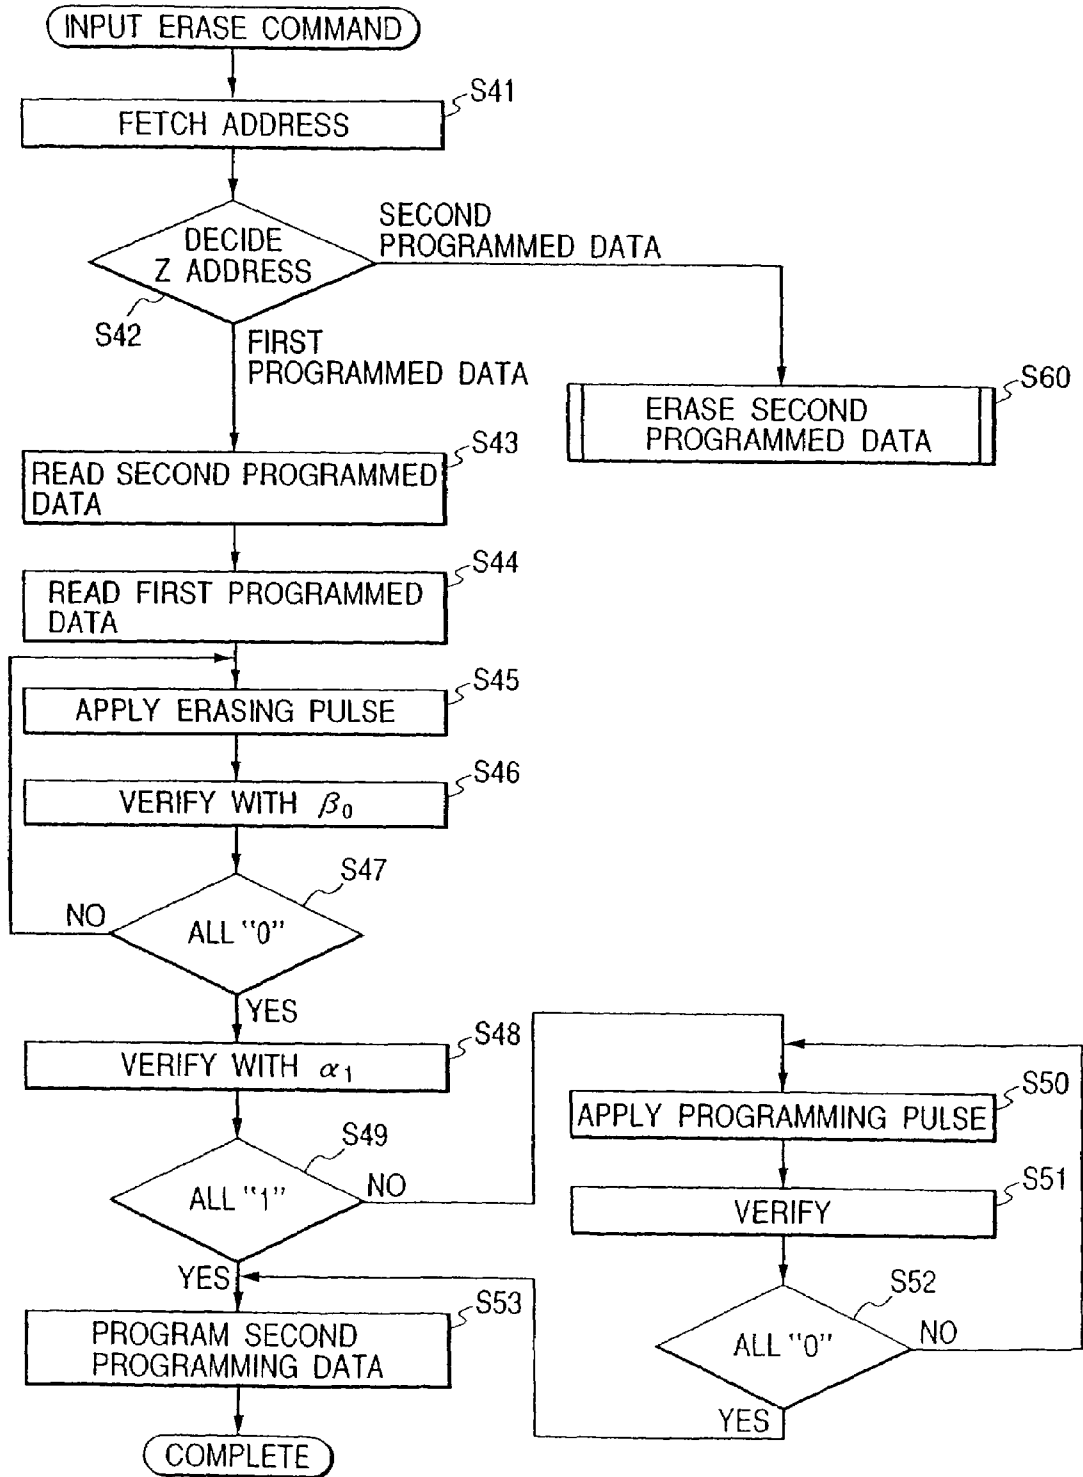 INPUT ERASE COMMAND
S41
FETCH ADDRESS
DECIDE
Z ADDRESS
S42
SECOND
PROGRAMMED DATA
FIRST
PROGRAMMED DATA
S60
ERASE SECOND
PROGRAMMED DATA
S43
READ SECOND PROGRAMMED
DATA
S44
READ FIRST PROGRAMMED
DATA
S45
APPLY ERASING PULSE
S46
VERIFY WITH β₀
S47
ALL "0"
NO
YES
S48
VERIFY WITH α₁
S49
ALL "1"
NO
YES
S50
APPLY PROGRAMMING PULSE
S51
VERIFY
S52
ALL "0"
NO
YES
S53
PROGRAM SECOND
PROGRAMMING DATA
COMPLETE